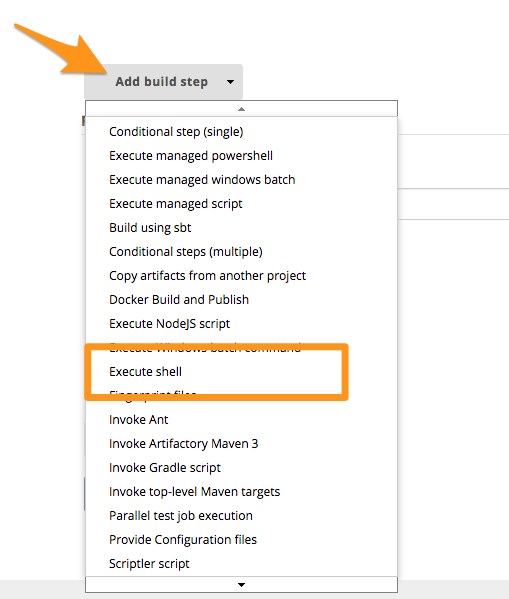 Add build step
Conditional step (single)
Execute managed powershell
Execute managed windows batch
Execute managed script
Build using sbt
Conditional steps (multiple)
Copy artifacts from another project
Docker Build and Publish
Execute NodeJS script
Execute Windows batch command
Execute shell
Fingerprint files
Invoke Ant
Invoke Artifactory Maven 3
Invoke Gradle script
Invoke top-level Maven targets
Parallel test job execution
Provide Configuration files
Scriptler script